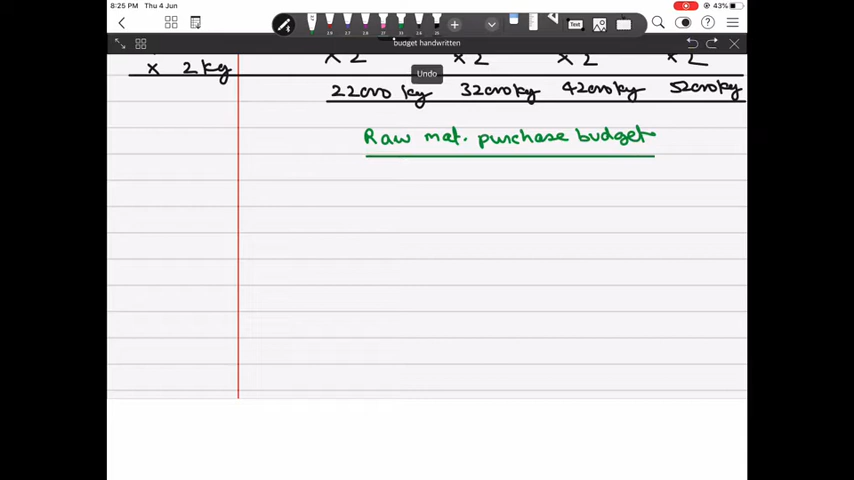 8:25 PM Thu 4 Jun 43%
Text
budget handwritten
x 2 x 2 x 2 x 2
x 2 kg
Undo
22000 kg 32000 kg 42000 kg 52000 kg
Raw mat. purchase budget